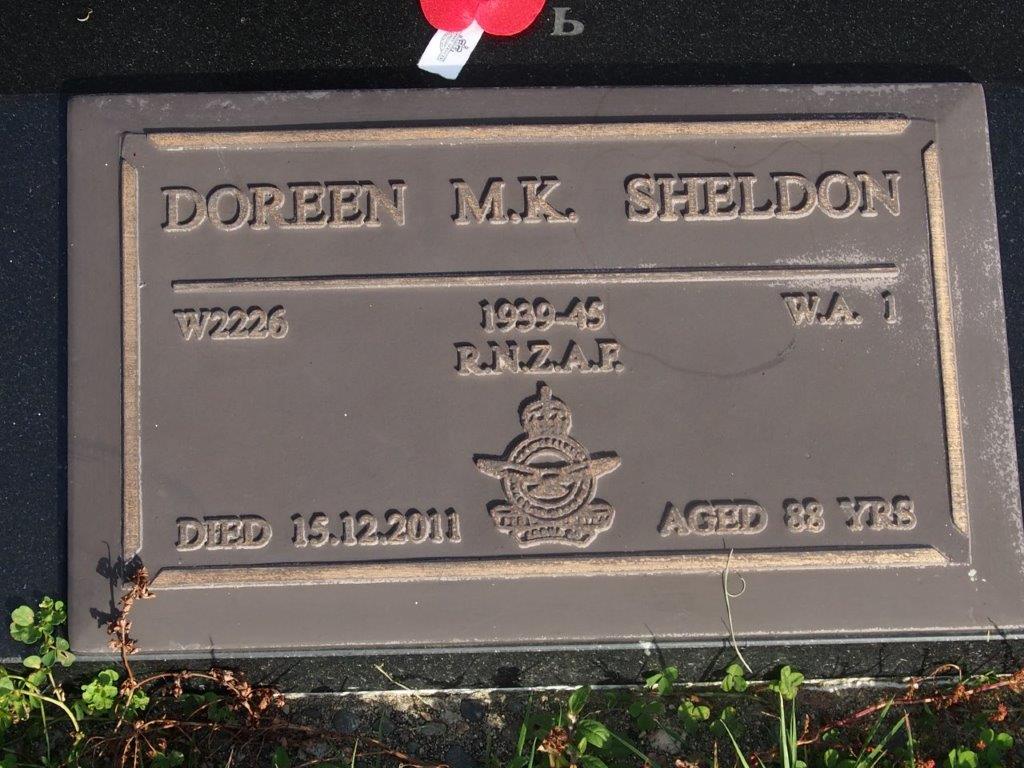 DOREEN M.K. SHELDON
W2226 1939-45 W.A. 1
R.N.Z.A.F.
DIED 15.12.2011 AGED 88 YRS